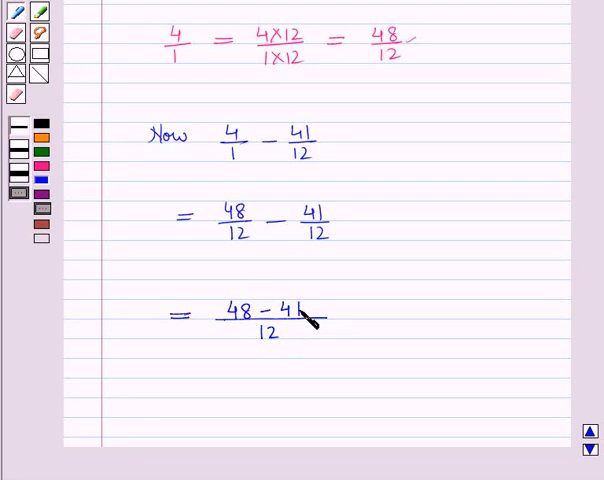 4/1 = 4×12/1×12 = 48/12
Now 4/1 − 41/12
= 48/12 − 41/12
= 48 − 41/12